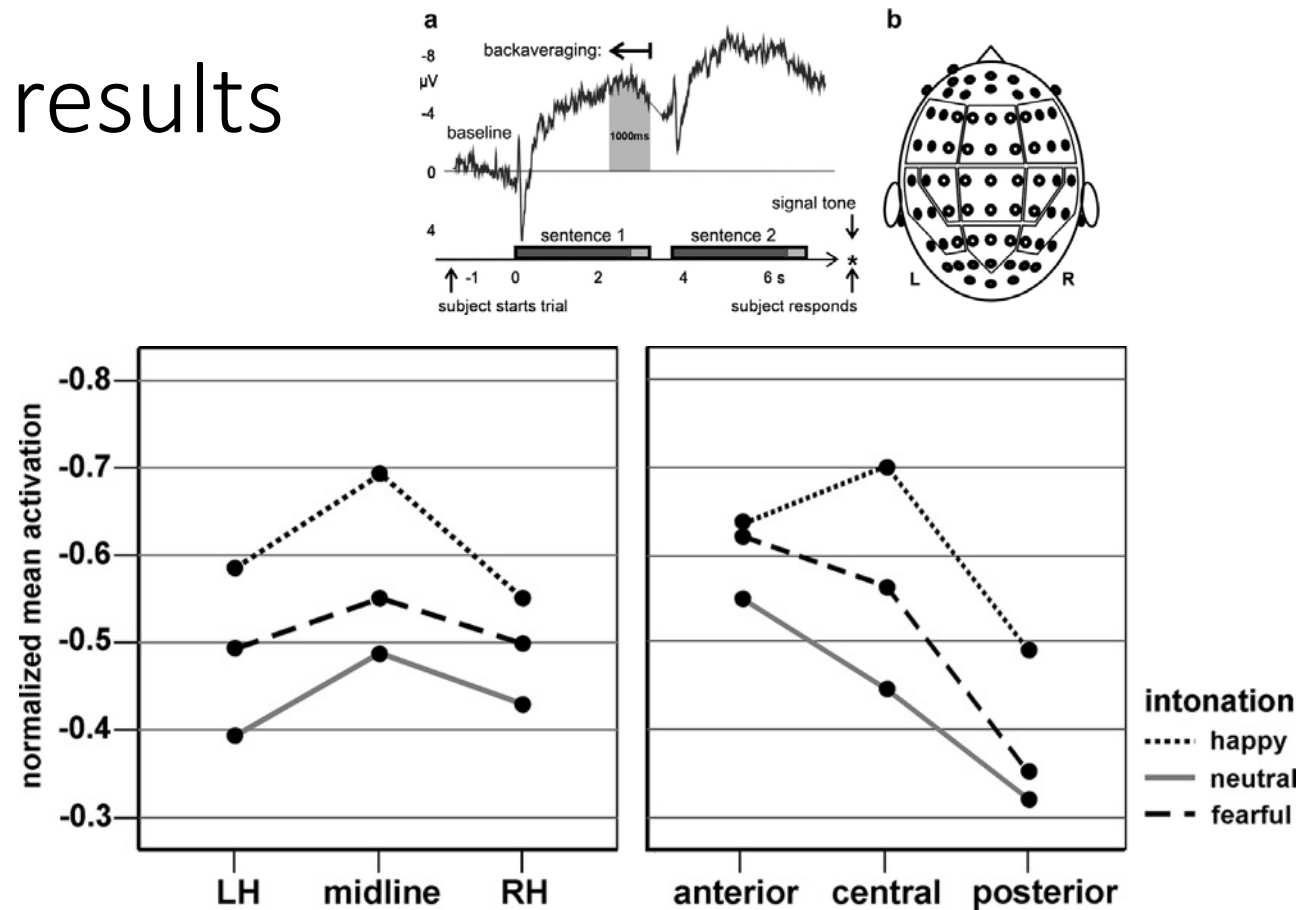 results
a
backaveraging:
-8
µV
-4
baseline
1000ms
0
signal tone
4
sentence 1
sentence 2
*
-1
0
2
4
6 s
subject starts trial
subject responds
b
L
R
normalized mean activation
-0.8
-0.7
-0.6
-0.5
-0.4
-0.3
LH
midline
RH
anterior
central
posterior
intonation
happy
neutral
fearful